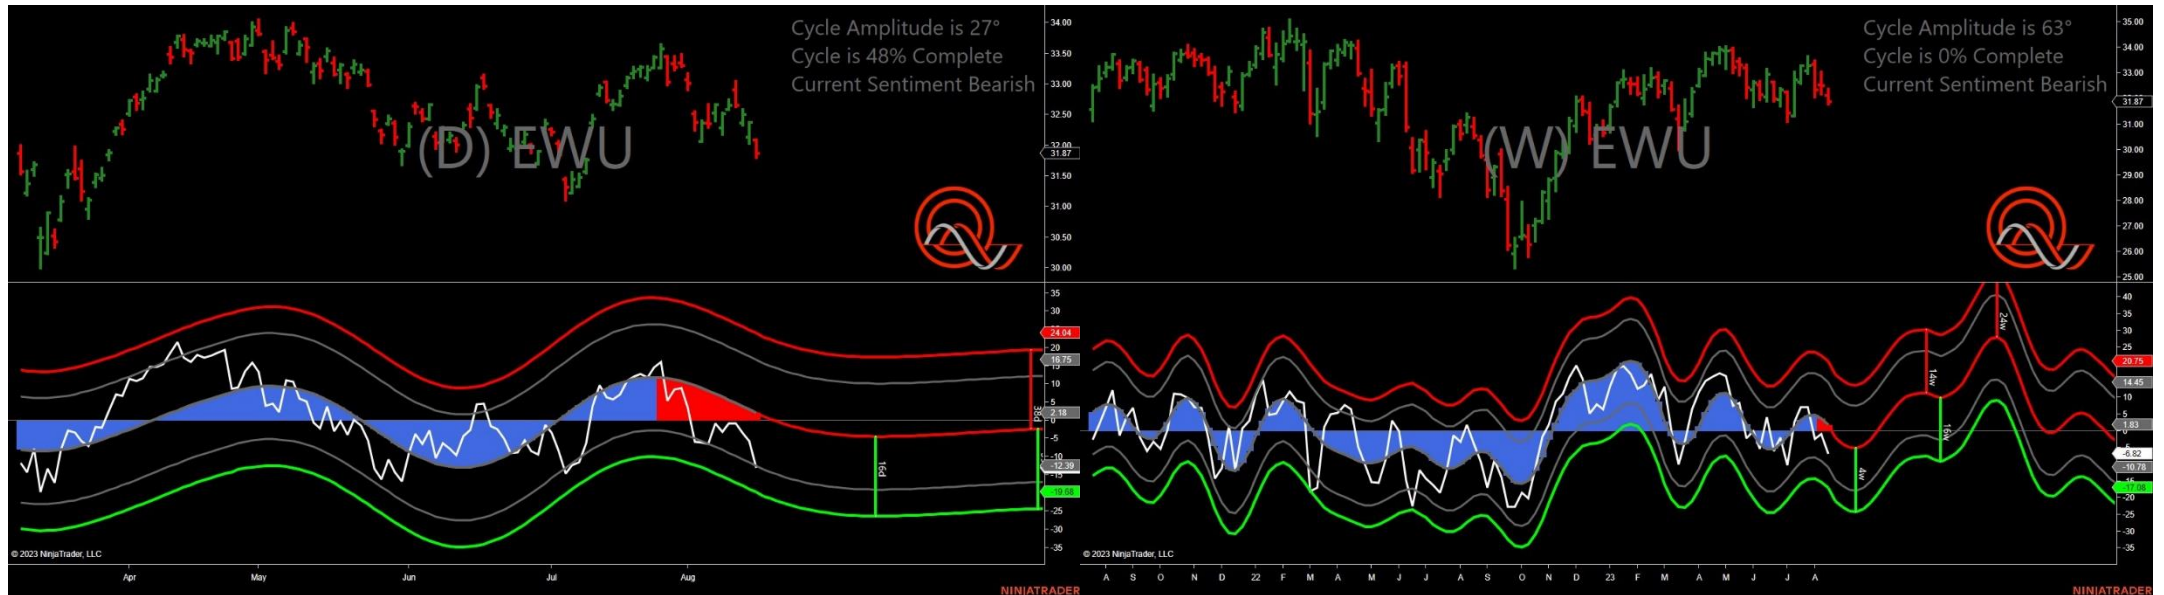 Cycle Amplitude is 27°
Cycle is 48% Complete
Current Sentiment Bearish
(D) EWU
34.00
33.50
33.00
32.50
32.00
31.87
31.50
31.00
30.50
30.00
35
30
25
24.04
20
16.75
10
5
2.18
0
-5
-10
-12.39
-19.68
-25
-30
-35
38d
16d
© 2023 NinjaTrader, LLC
Apr May Jun Jul Aug
NINJATRADER
Cycle Amplitude is 63°
Cycle is 0% Complete
Current Sentiment Bearish
(W) EWU
35.00
34.00
33.00
31.87
31.00
30.00
29.00
28.00
27.00
26.00
25.00
40
35
30
25
20.75
14.45
10
5
1.83
-6.82
-10.78
-17.08
-20
-25
-30
-35
4w
14w
16w
24w
© 2023 NinjaTrader, LLC
A S O N D 22 F M A M J J A S O N D 23 F M A M J J A
NINJATRADER